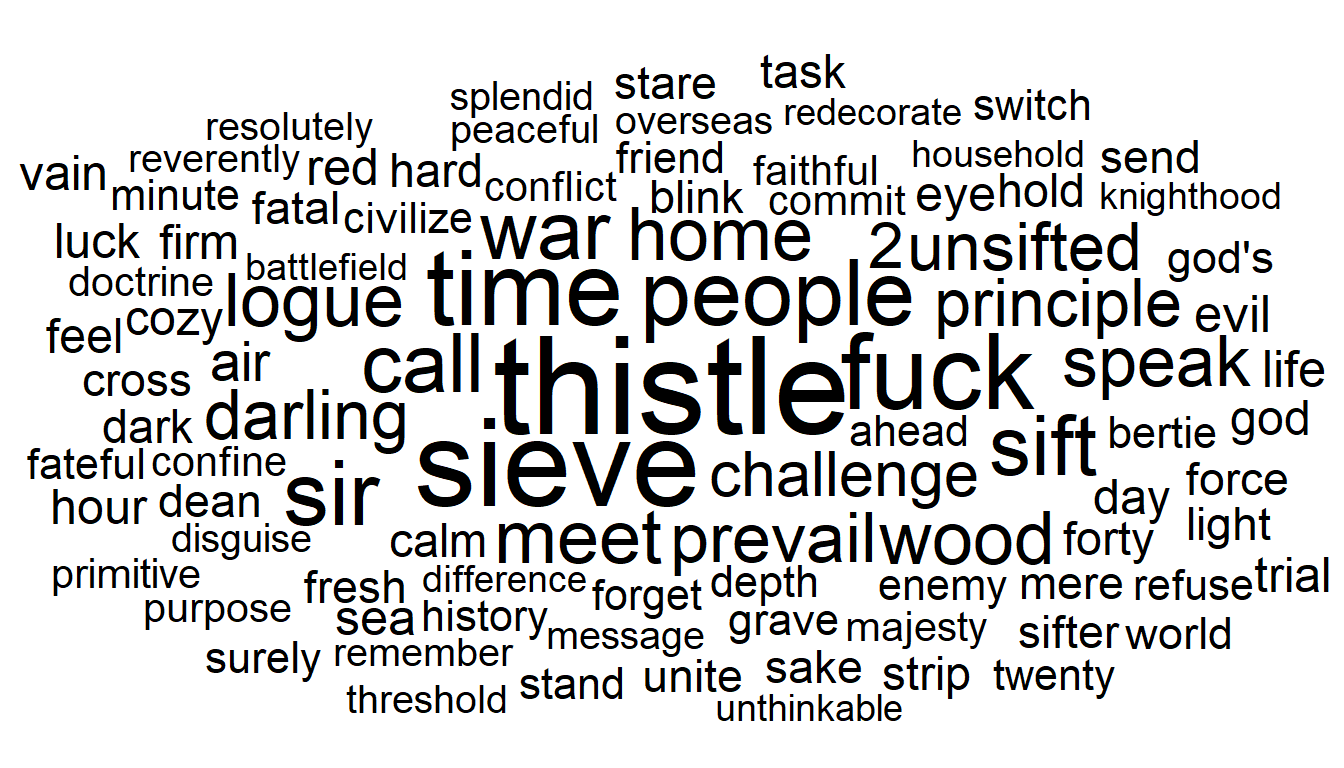 splendid stare task
resolutely peaceful overseas redecorate switch
vain reverently red hard conflict friend faithful household send
minute fatal civilize blink commit eye hold knighthood
luck firm war home 2 unsifted god's
doctrine battlefield
feel cozy logue time people principle evil
cross air call thistle fuck speak life
dark darling ahead sift bertie god
fateful confine sir sieve challenge force
hour dean day
disguise calm meet prevail wood forty light
primitive fresh difference forget depth enemy mere refuse trial
purpose sea history message grave majesty sifter world
surely remember stand unite sake strip twenty
threshold unthinkable